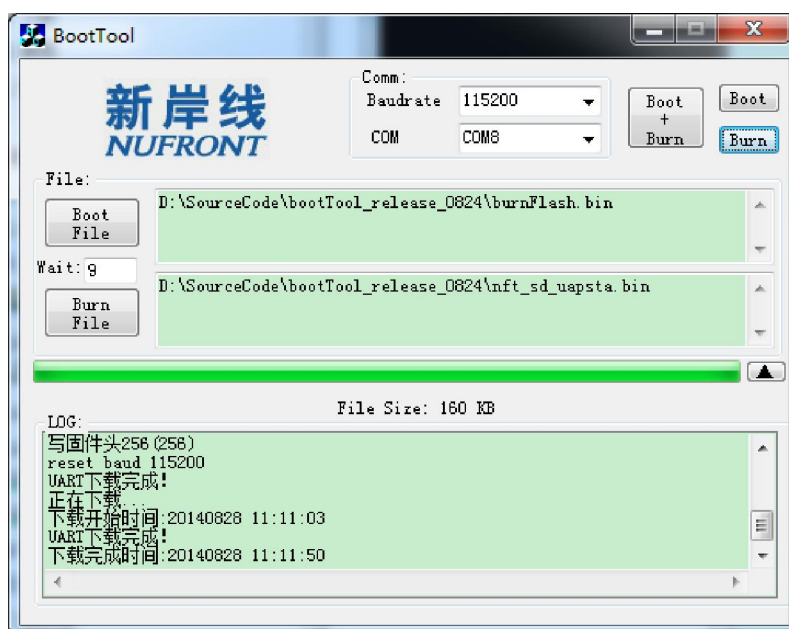 BootTool
新岸线
NUFRONT
Comm:
Baudrate 115200
COM COM8
Boot
+
Burn
Boot
Burn
File:
Boot
File
D:\SourceCode\bootTool_release_0824\burnFlash.bin
Wait: 9
Burn
File
D:\SourceCode\bootTool_release_0824\nft_sd_uapsta.bin
File Size: 160 KB
LOG:
写固件头256(256)
reset baud 115200
UART下载完成!
正在下载...
下载开始时间:20140828 11:11:03
UART下载完成!
下载完成时间:20140828 11:11:50